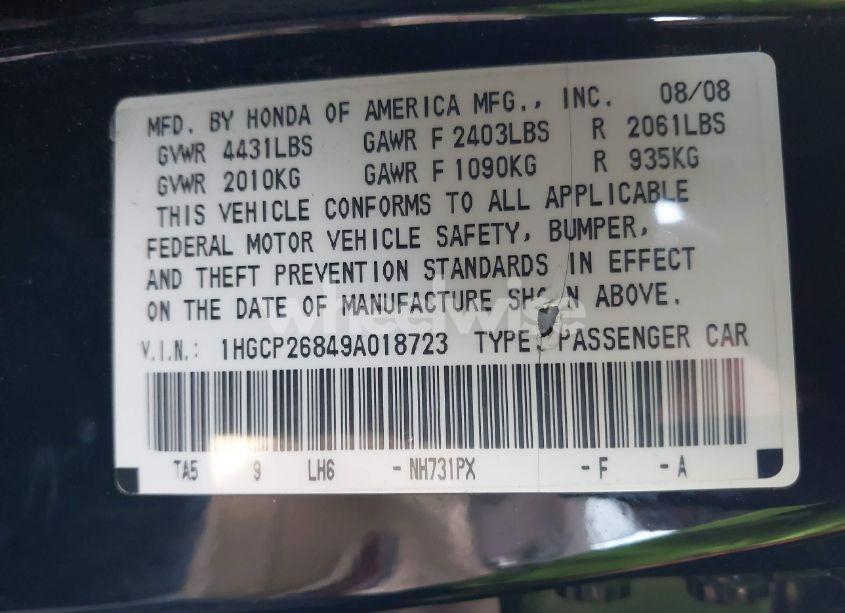 MFD. BY HONDA OF AMERICA MFG., INC. 08/08
GVWR 4431LBS GAWR F 2403LBS R 2061LBS
GVWR 2010KG GAWR F 1090KG R 935KG
THIS VEHICLE CONFORMS TO ALL APPLICABLE
FEDERAL MOTOR VEHICLE SAFETY, BUMPER,
AND THEFT PREVENTION STANDARDS IN EFFECT
ON THE DATE OF MANUFACTURE SHOWN ABOVE.
wheelwise
V.I.N.: 1HGCP26849A018723 TYPE: PASSENGER CAR
TA5 9 LH6 -NH731PX -F -A